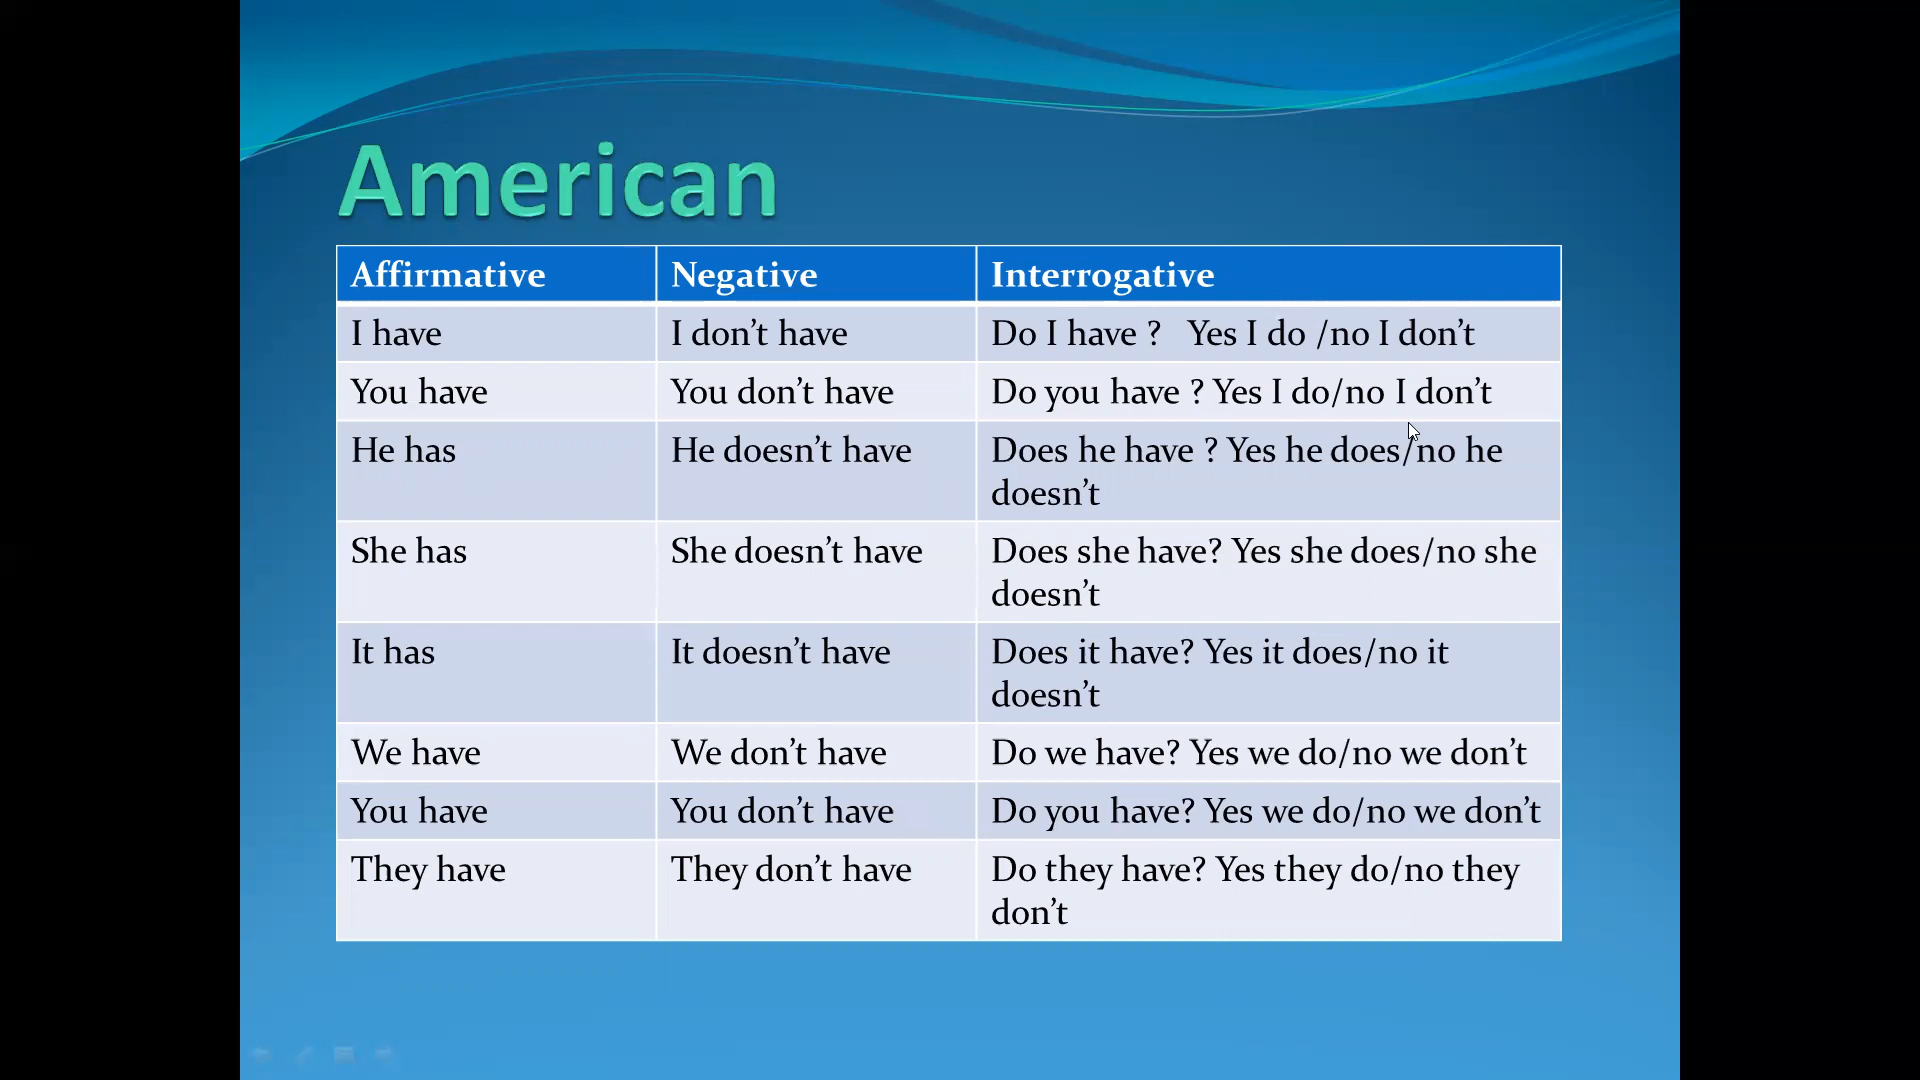 American
Affirmative Negative Interrogative
I have I don't have Do I have ? Yes I do /no I don't
You have You don't have Do you have ? Yes I do/no I don't
He has He doesn't have Does he have ? Yes he does/no he
doesn't
She has She doesn't have Does she have? Yes she does/no she
doesn't
It has It doesn't have Does it have? Yes it does/no it
doesn't
We have We don't have Do we have? Yes we do/no we don't
You have You don't have Do you have? Yes we do/no we don't
They have They don't have Do they have? Yes they do/no they
don't